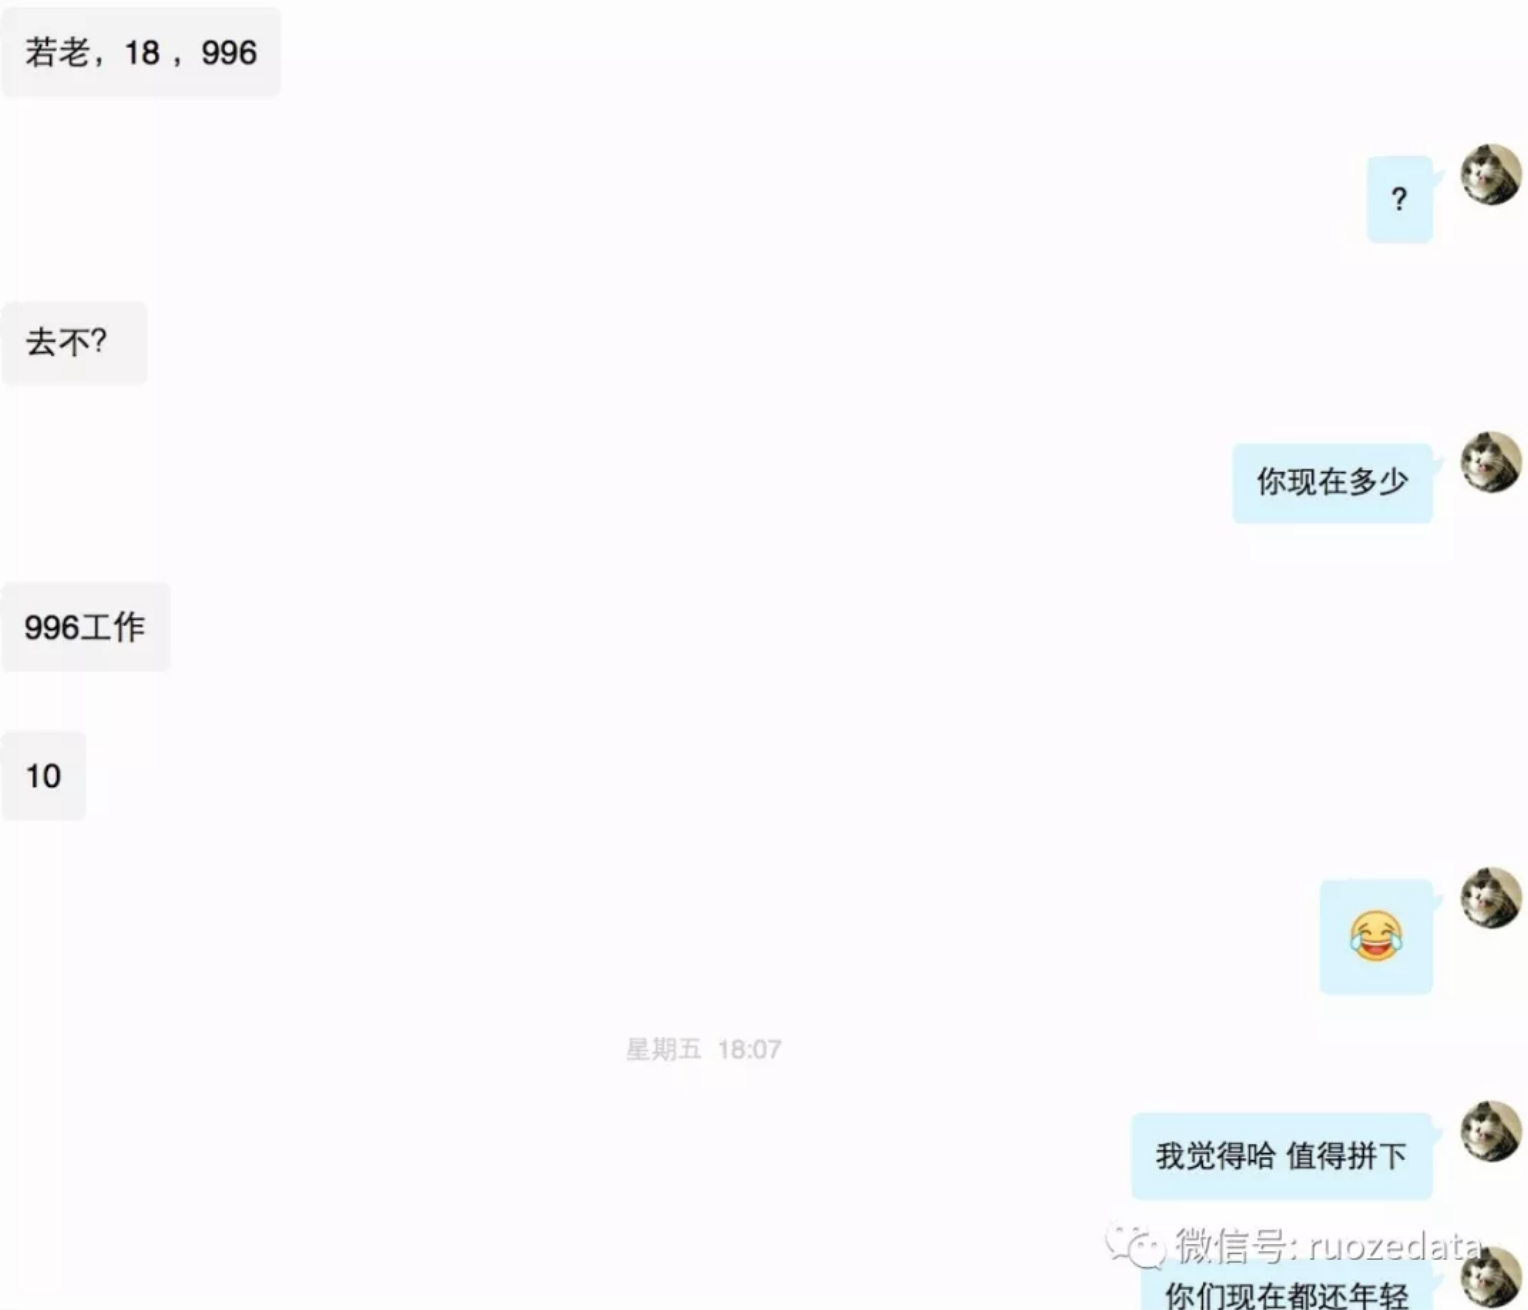 若老，18 ，996
?
去不?
你现在多少
996工作
10
星期五 18:07
我觉得哈 值得拼下
微信号: ruozedata
你们现在都还年轻